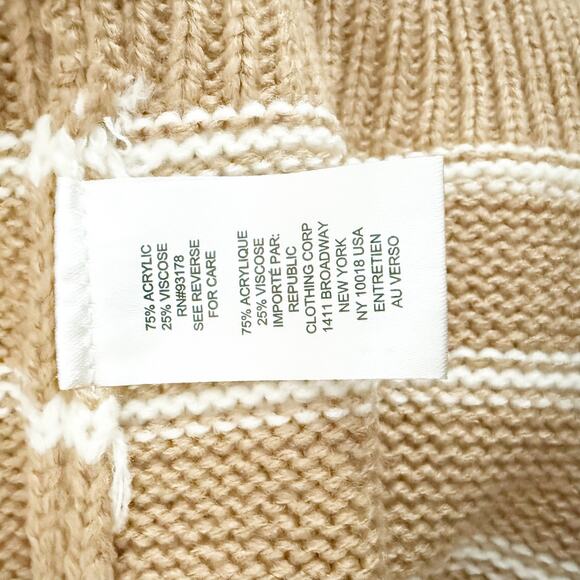 75% ACRYLIC
25% VISCOSE
RN#93178
SEE REVERSE
FOR CARE
75% ACRYLIQUE
25% VISCOSE
IMPORTÉ PAR:
REPUBLIC
CLOTHING CORP
1411 BROADWAY
NEW YORK
NY 10018 USA
ENTRETIEN
AU VERSO